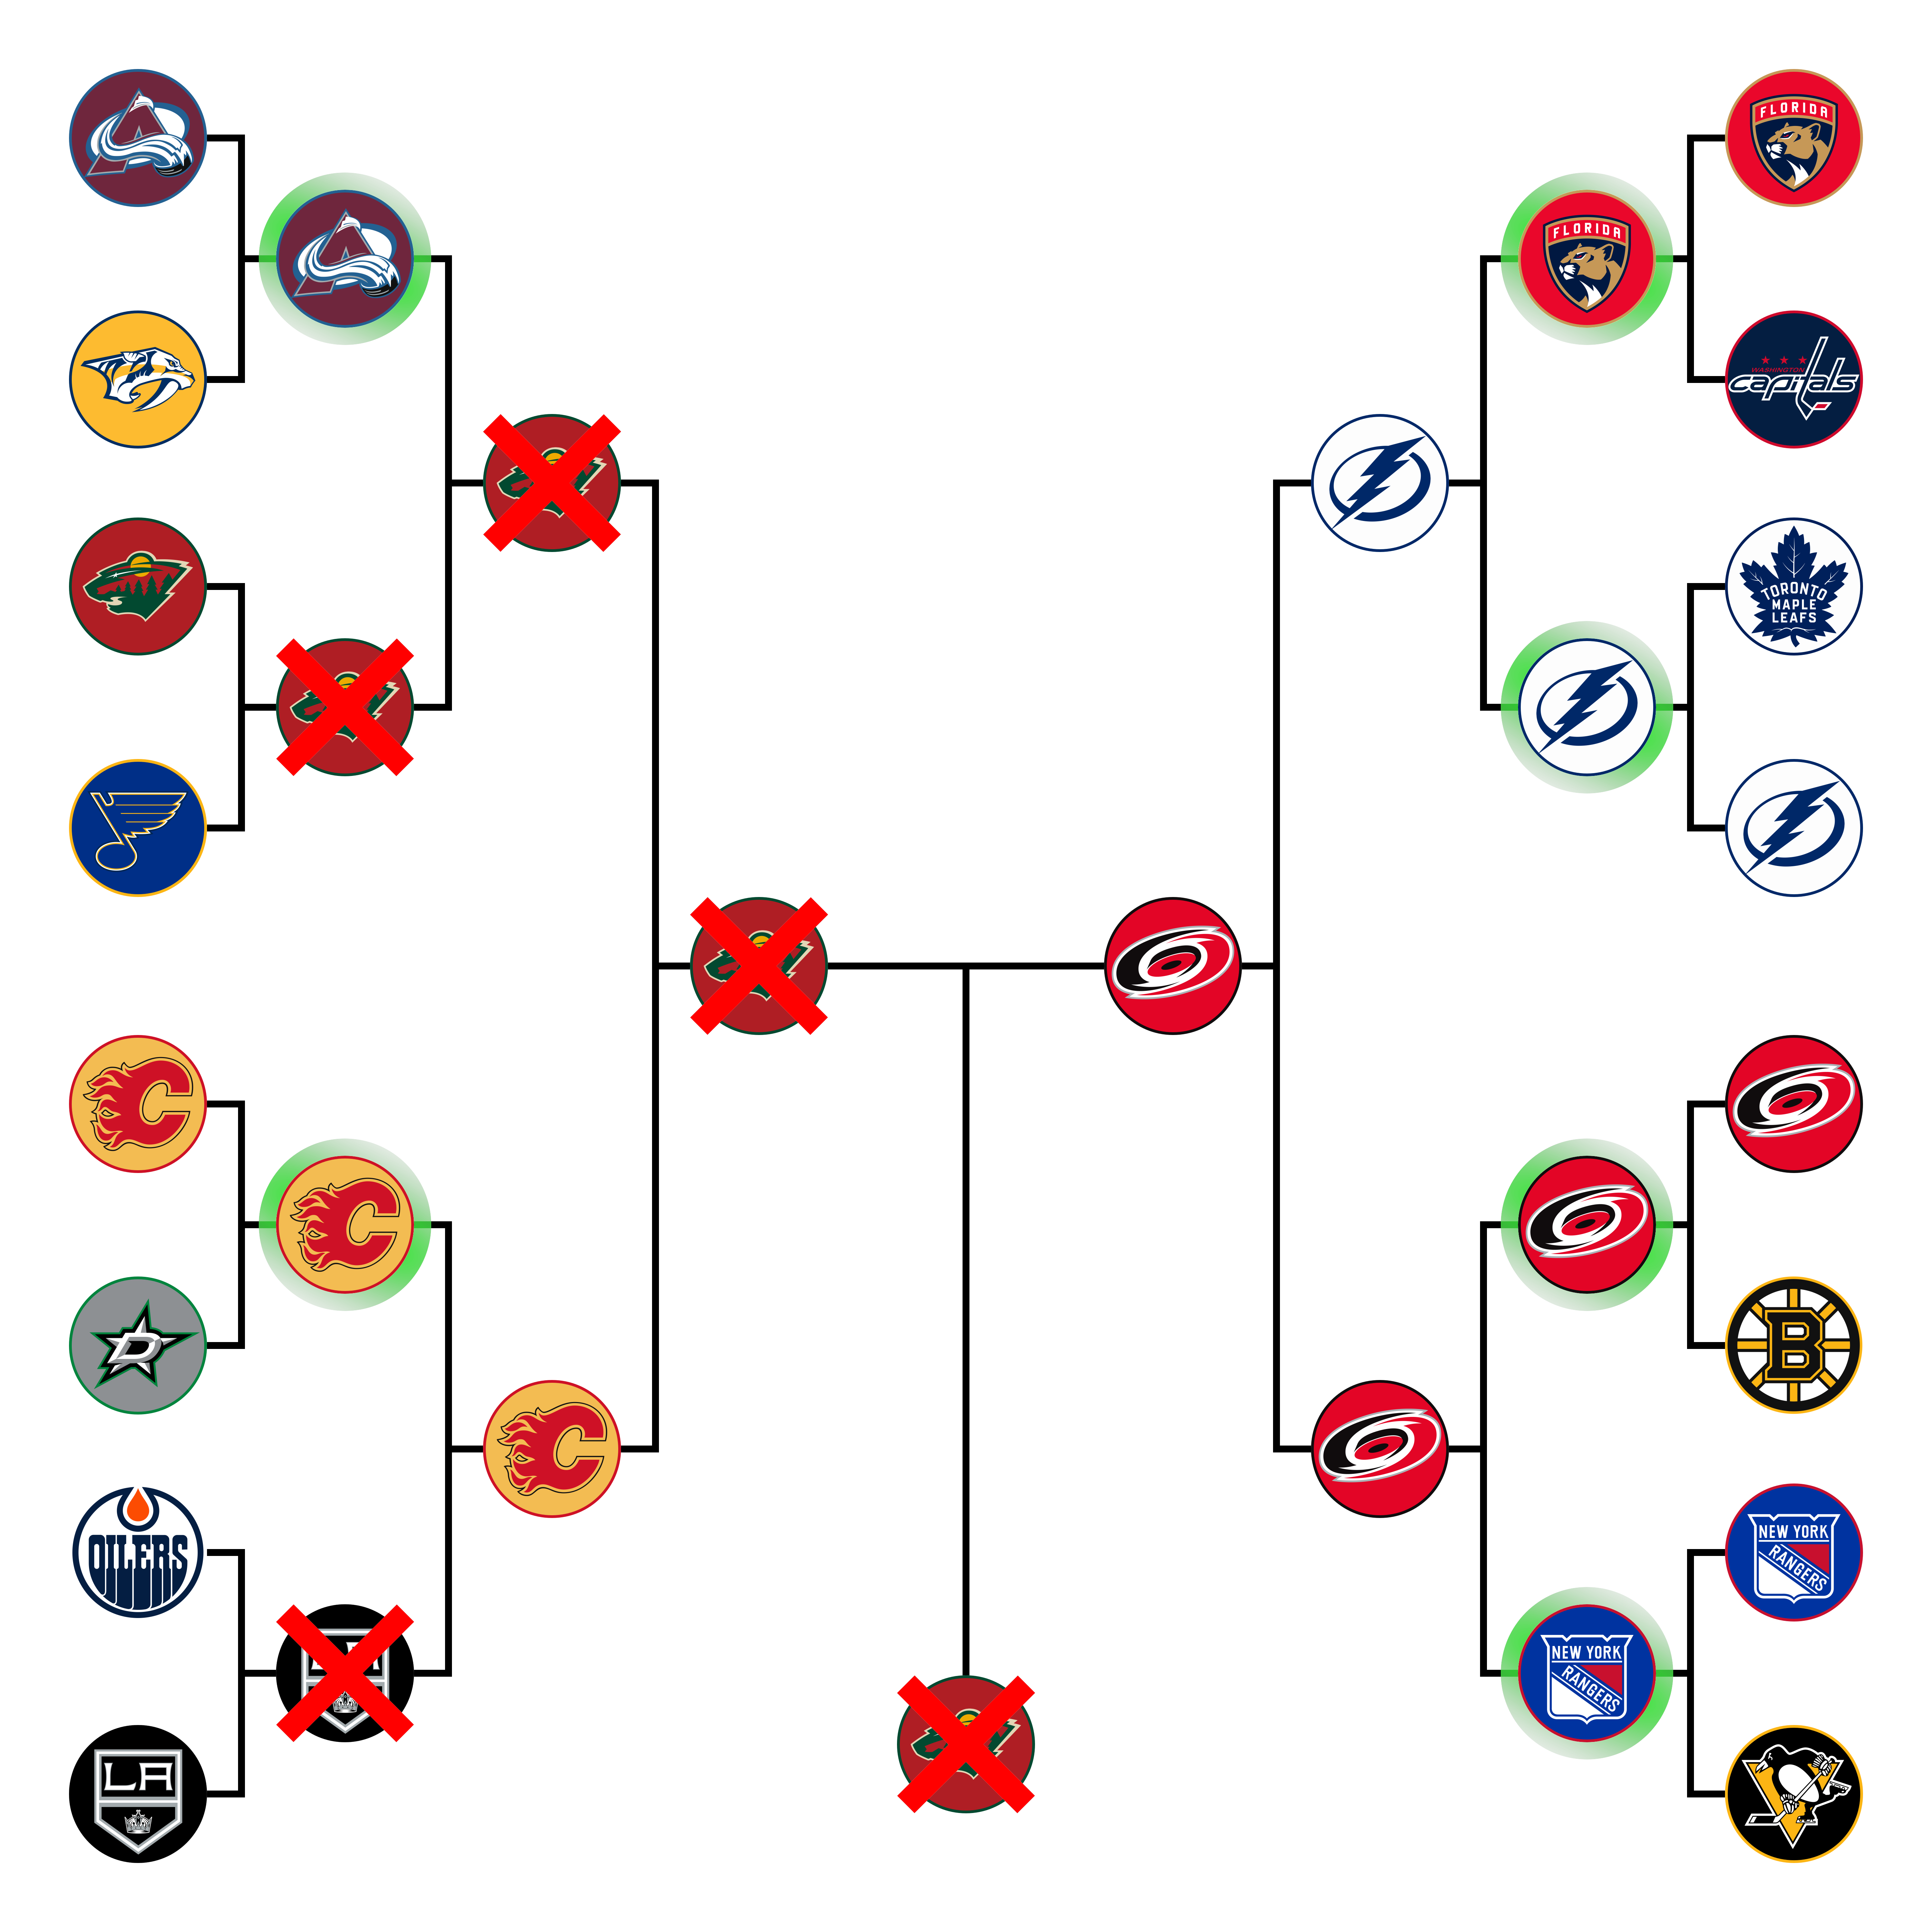 FLORIDA
FLORIDA
WASHINGTON
capitals
TORONTO
MAPLE
LEAFS
OILERS
LA
B
NEW YORK
RANGERS
NEW YORK
RANGERS